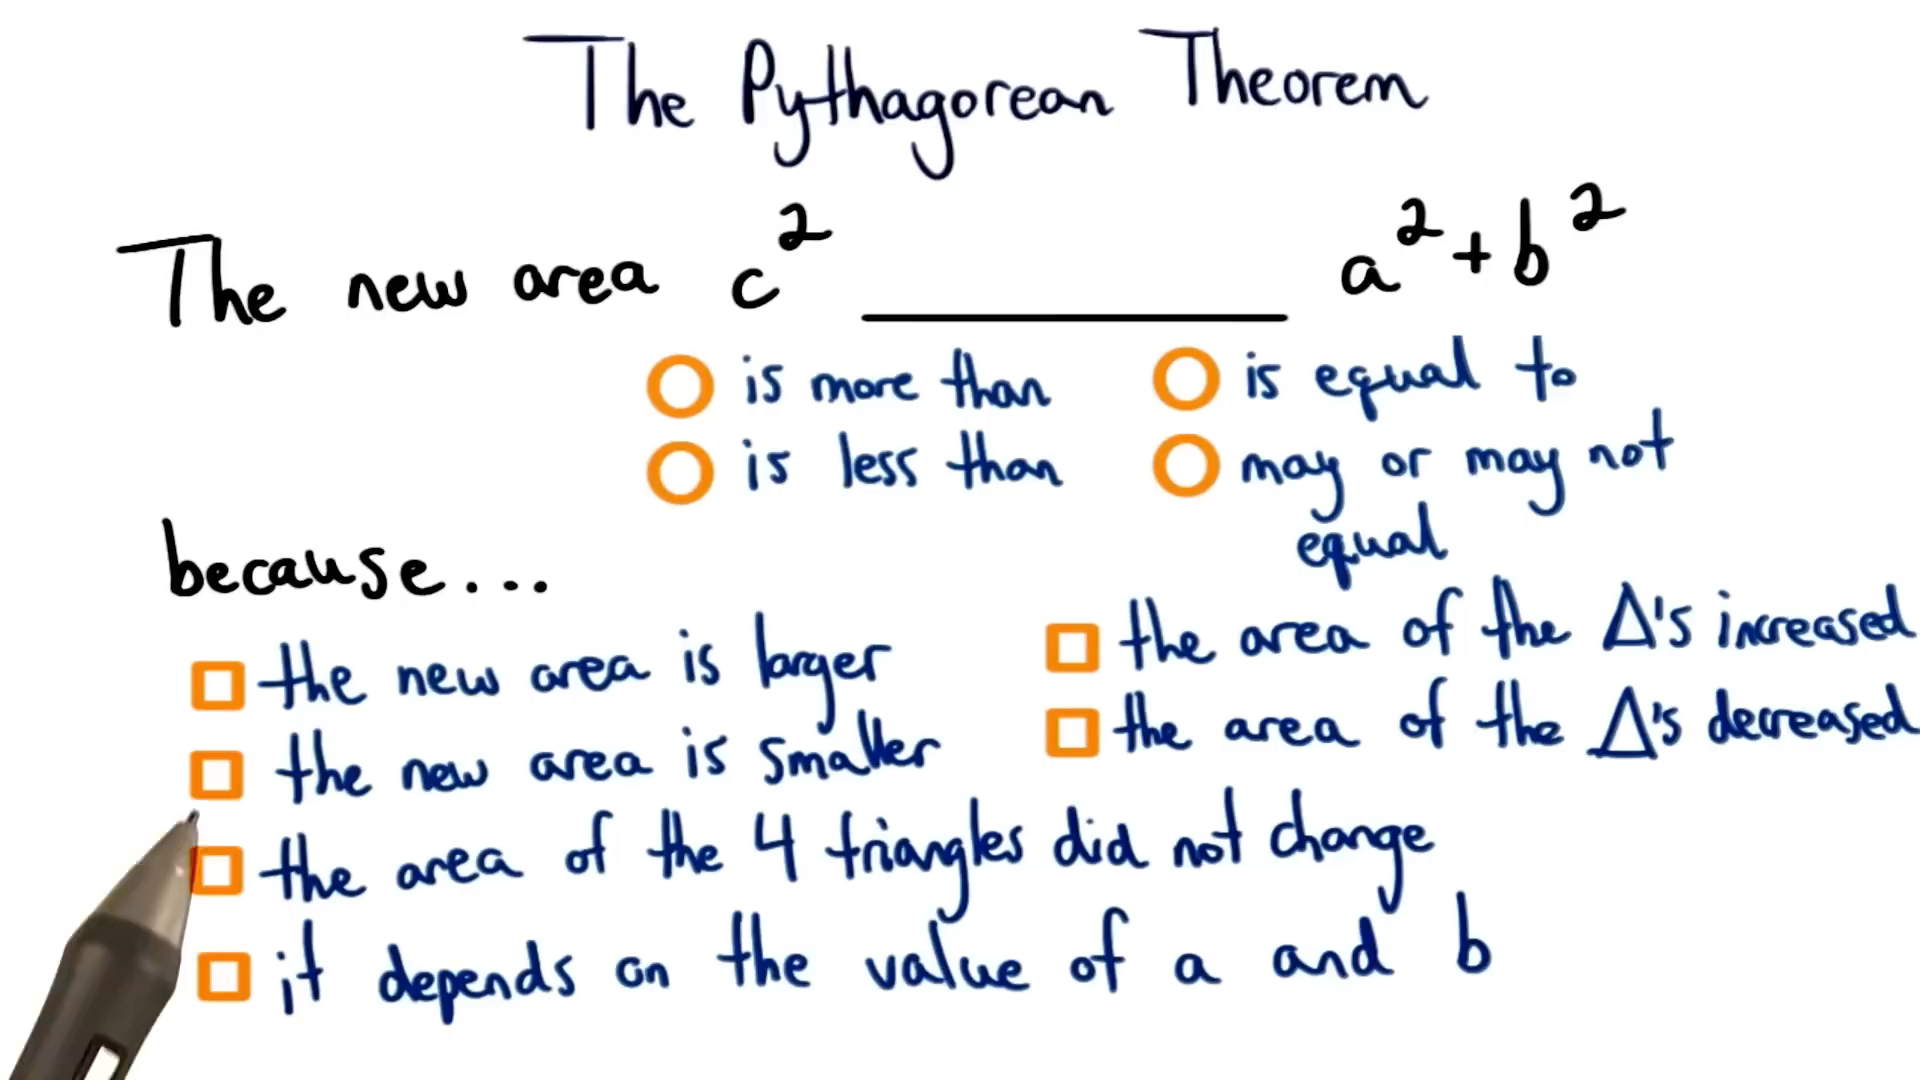 The Pythagorean Theorem
The new area c² ________ a² + b²
is more than
is equal to
is less than
may or may not equal
because...
the new area is larger
the area of the Δ's increased
the new area is smaller
the area of the Δ's decreased
the area of the 4 triangles did not change
it depends on the value of a and b